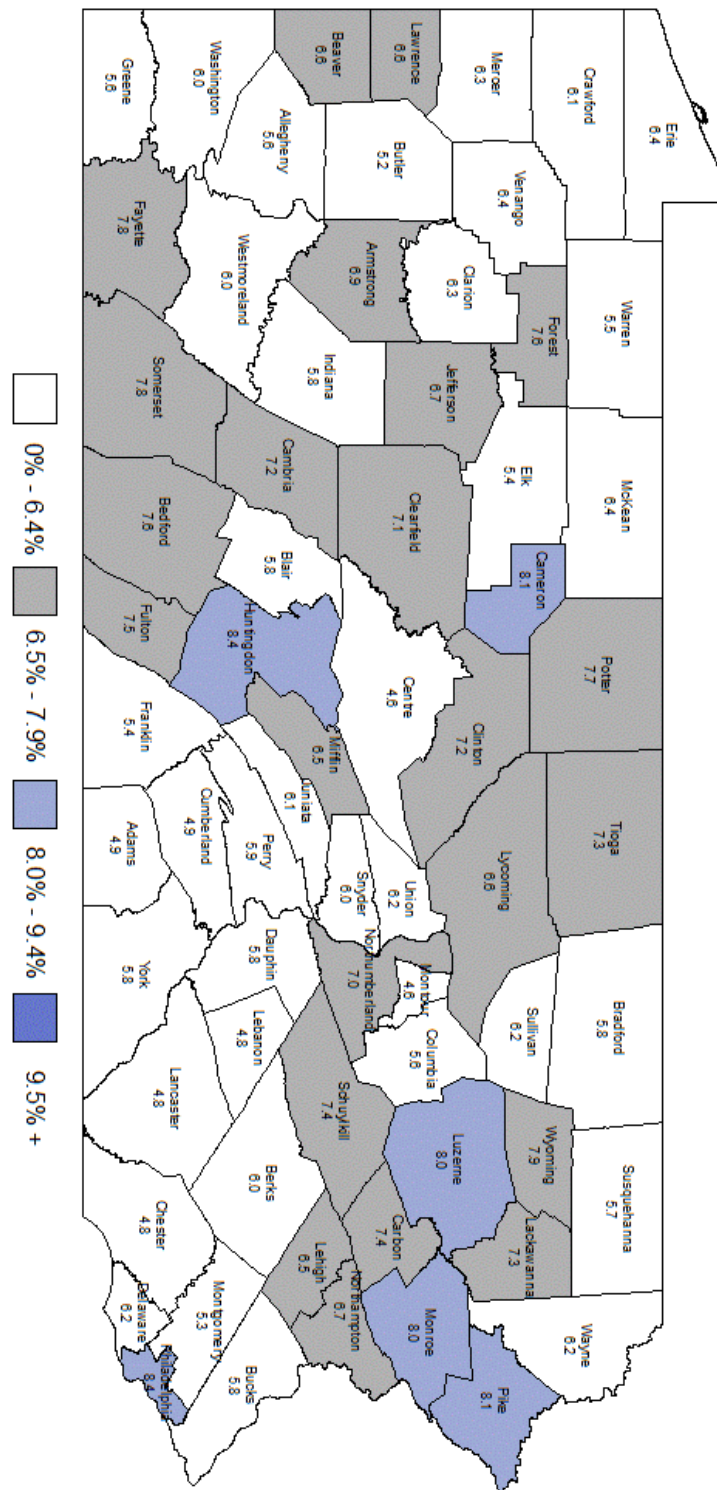 Erie
6.4
Crawford
6.1
Mercer
6.3
Lawrence
6.6
Beaver
6.6
Washington
6.0
Greene
5.6
Allegheny
5.6
Butler
5.2
Venango
6.4
Warren
5.5
Forest
7.6
Clarion
6.3
Armstrong
6.9
Westmoreland
6.0
Fayette
7.8
Indiana
5.8
Jefferson
6.7
McKean
6.4
Elk
5.4
Cameron
8.1
Clearfield
7.1
Cambria
7.2
Somerset
7.8
Bedford
7.6
Blair
5.8
Fulton
7.5
Huntingdon
8.4
Centre
4.6
Potter
7.7
Clinton
7.2
Mifflin
6.5
Franklin
5.4
Juniata
6.1
Cumberland
4.9
Adams
4.9
Perry
5.9
Snyder
6.0
Union
6.2
Lycoming
6.6
Tioga
7.3
Bradford
5.8
Sullivan
6.2
Montour
4.6
Northumberland
7.0
Columbia
5.6
Dauphin
5.8
York
5.8
Lebanon
4.8
Lancaster
4.8
Schuylkill
7.4
Luzerne
8.0
Wyoming
7.9
Susquehanna
5.7
Lackawanna
7.3
Wayne
6.2
Pike
8.1
Monroe
8.0
Carbon
7.4
Northampton
6.7
Lehigh
6.5
Berks
6.0
Chester
4.8
Montgomery
5.3
Bucks
5.8
Delaware
6.2
Philadelphia
8.4
0% - 6.4%
6.5% - 7.9%
8.0% - 9.4%
9.5% +